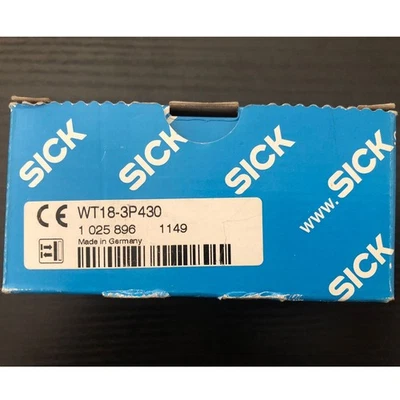 SICK
SICK
SICK
www.SICK
SICK
CE WT18-3P430
1 025 896 1149
Made in Germany